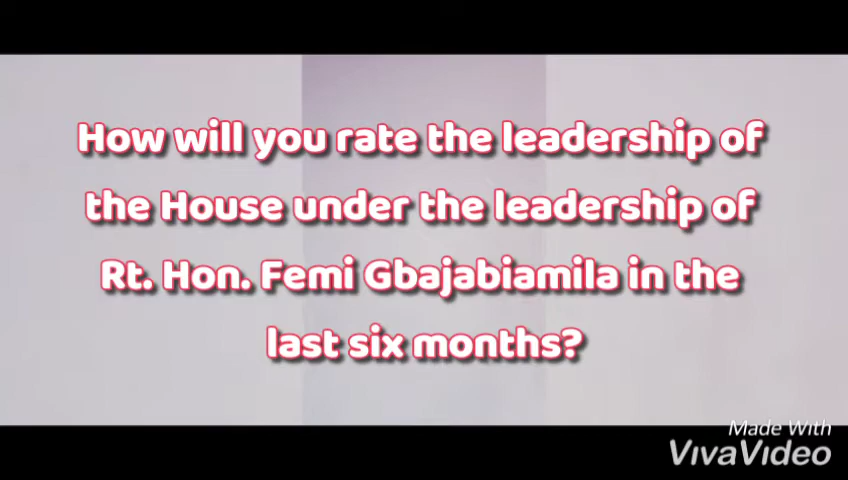 How will you rate the leadership of
the House under the leadership of
Rt. Hon. Femi Gbajabiamila in the
last six months?
Made With
VivaVideo